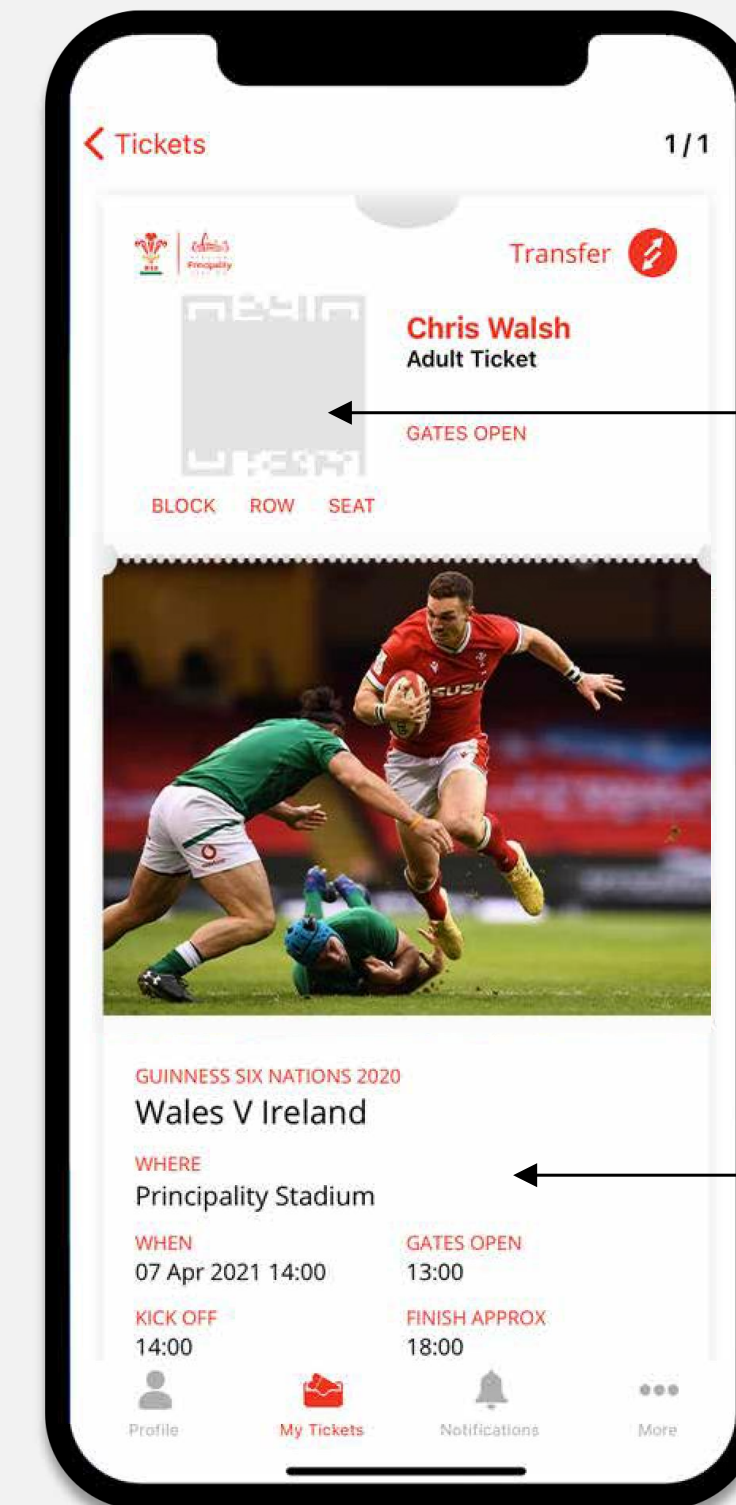 Tickets
1/1
Transfer
Principality
Chris Walsh
Adult Ticket
GATES OPEN
BLOCK ROW SEAT
SUZU
GUINNESS SIX NATIONS 2020
Wales V Ireland
WHERE
Principality Stadium
WHEN GATES OPEN
07 Apr 2021 14:00 13:00
KICK OFF FINISH APPROX
14:00 18:00
Profile My Tickets Notifications More